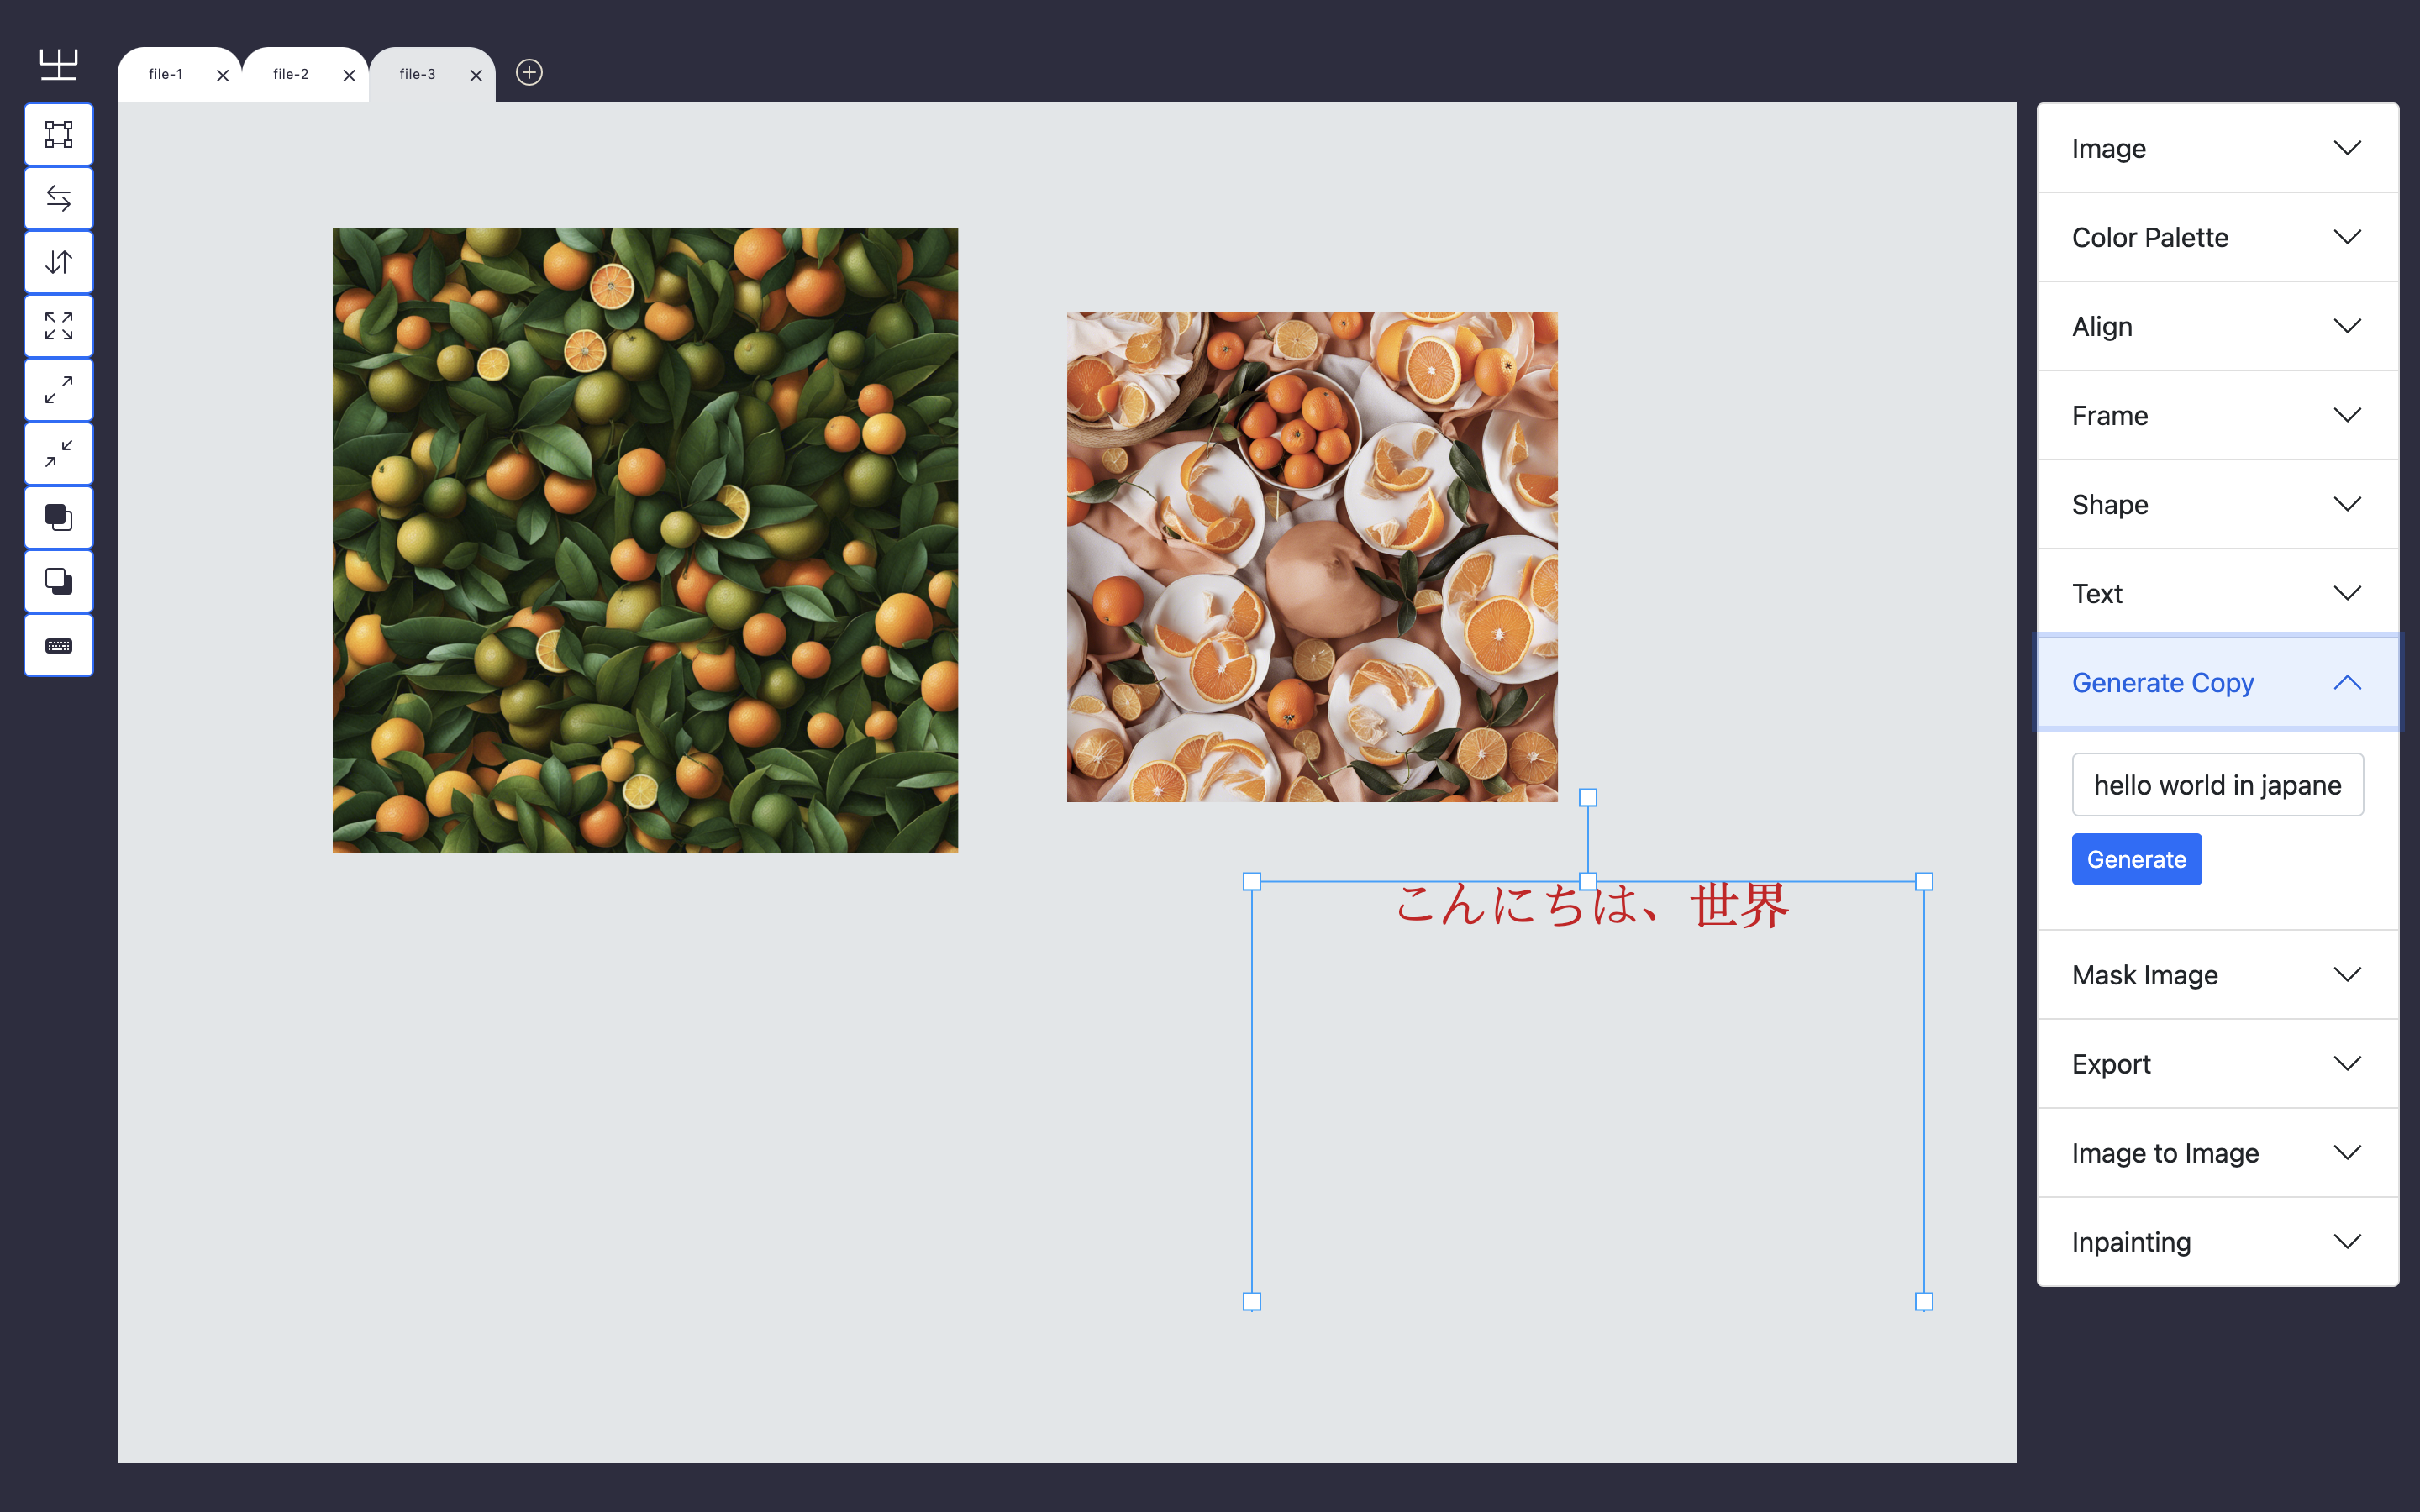 file-1
file-2
file-3
Image
Color Palette
Align
Frame
Shape
Text
Generate Copy
hello world in japane
Generate
こんにちは、世界
Mask Image
Export
Image to Image
Inpainting